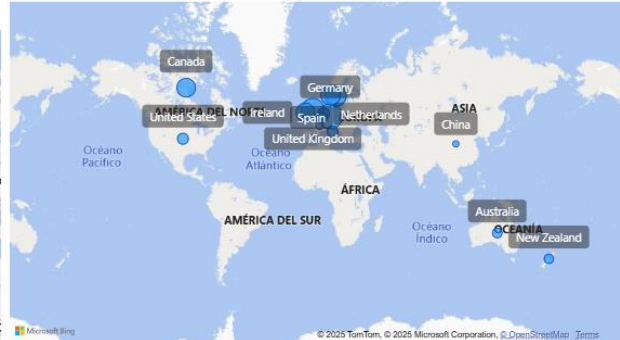 Canada
Germany
AMÉRICA DEL NORTE
United States
Ireland
Spain
Netherlands
United Kingdom
ASIA
China
Océano
Pacífico
Océano
Atlántico
ÁFRICA
AMÉRICA DEL SUR
Australia
OCEANÍA
New Zealand
Océano
Índico
Microsoft Bing
© 2025 TomTom, © 2025 Microsoft Corporation, © OpenStreetMap Terms